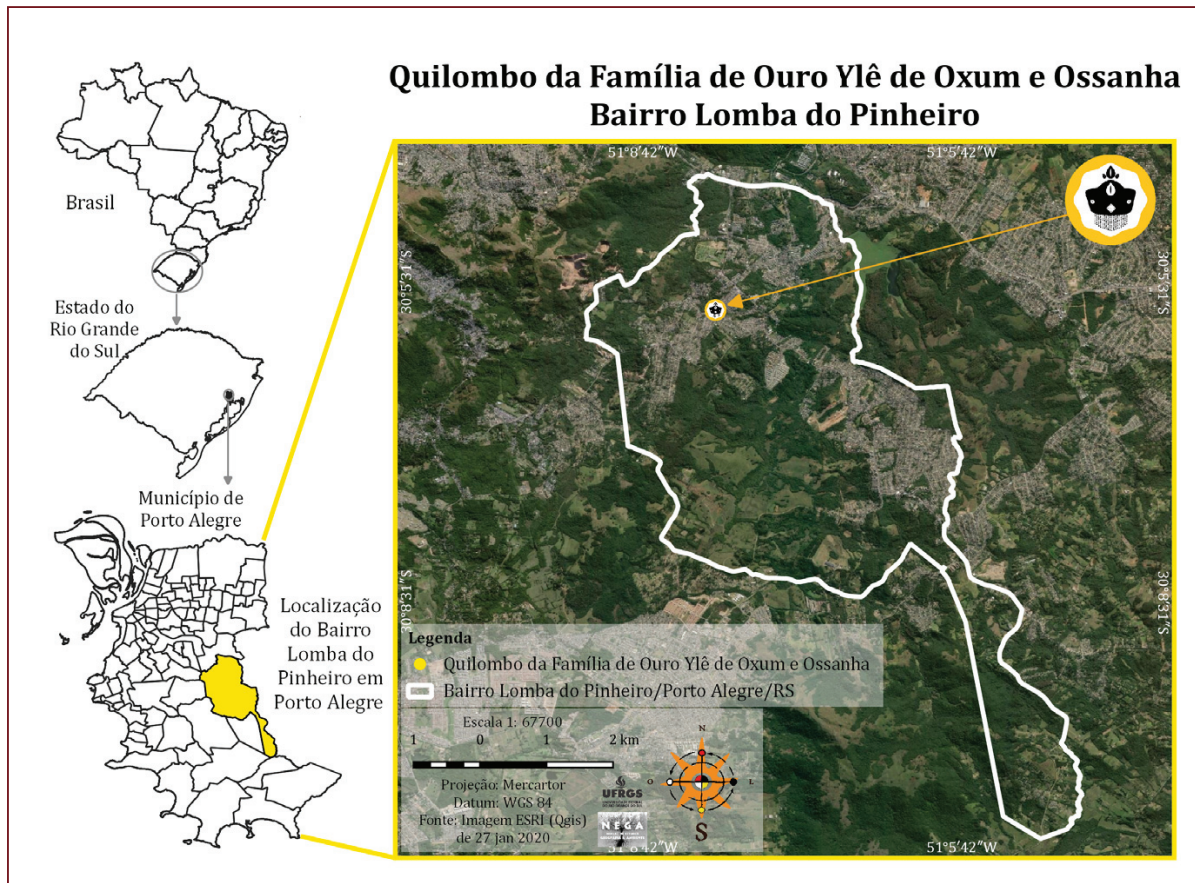 Quilombo da Família de Ouro Ylê de Oxum e Ossanha
Bairro Lomba do Pinheiro
Brasil
Estado do
Rio Grande
do Sul
Município de
Porto Alegre
Localização
do Bairro
Lomba do
Pinheiro em
Porto Alegre
51°8'42"W
51°5'42"W
30°5'31"S
30°5'31"S
30°8'31"S
30°8'31"S
Legenda
Quilombo da Família de Ouro Ylê de Oxum e Ossanha
Bairro Lomba do Pinheiro/Porto Alegre/RS
Escala 1: 67700
1 0 1 2 km
Projeção: Mercartor
Datum: WGS 84
Fonte: Imagem ESRI (Qgis)
de 27 jan 2020
UFRGS
NEGA
N
O
L
S
51°8'42"W
51°5'42"W